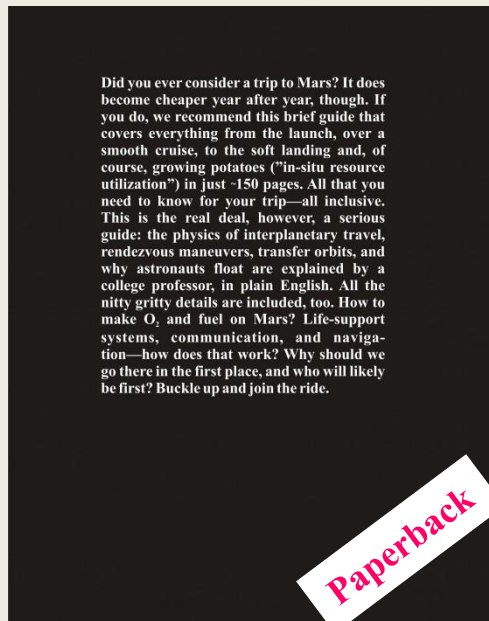 Did you ever consider a trip to Mars? It does
become cheaper year after year, though. If
you do, we recommend this brief guide that
covers everything from the launch, over a
smooth cruise, to the soft landing and, of
course, growing potatoes (”in-situ resource
utilization”) in just ~150 pages. All that you
need to know for your trip—all inclusive.
This is the real deal, however, a serious
guide: the physics of interplanetary travel,
rendezvous maneuvers, transfer orbits, and
why astronauts float are explained by a
college professor, in plain English. All the
nitty gritty details are included, too. How to
make O₂ and fuel on Mars? Life-support
systems, communication, and naviga-
tion—how does that work? Why should we
go there in the first place, and who will likely
be first? Buckle up and join the ride.
Paperback